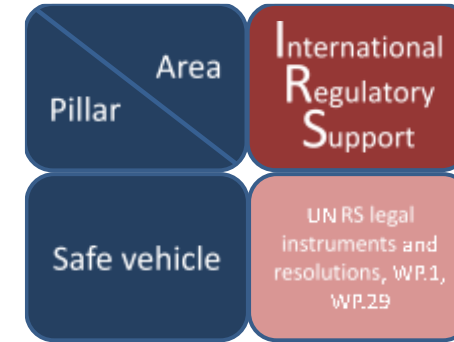 Area
Pillar
International
Regulatory
Support
Safe vehicle
UN RS legal
instruments and
resolutions, WP.1,
WP.29